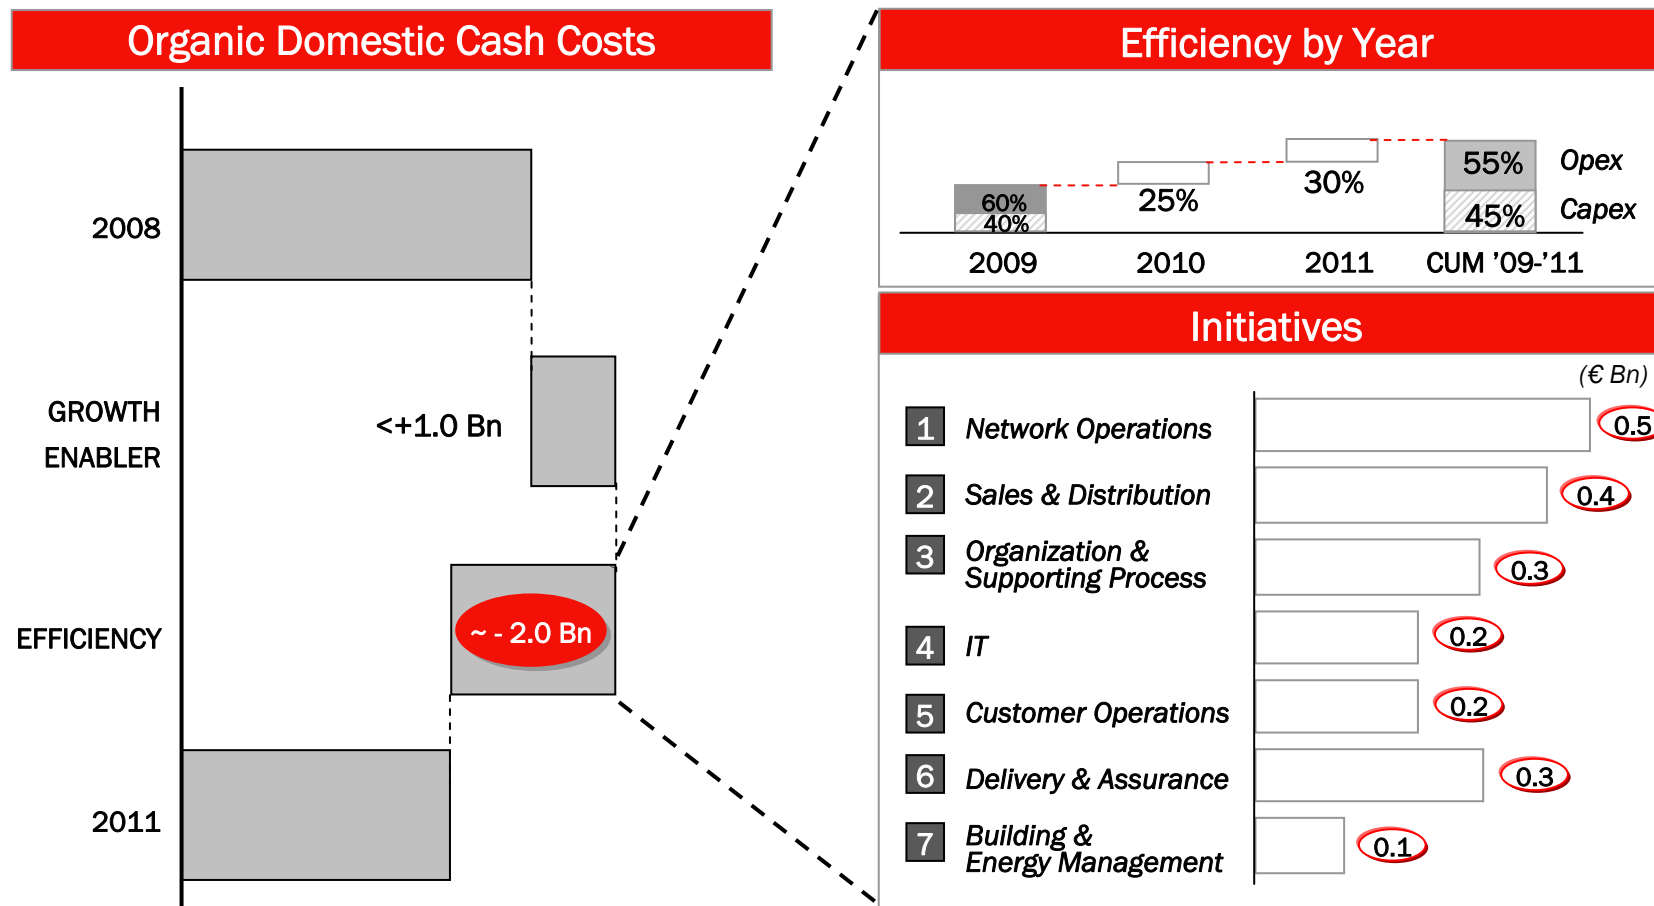 Organic Domestic Cash Costs
2008
GROWTH
ENABLER
<+1.0 Bn
EFFICIENCY
~ - 2.0 Bn
2011
Efficiency by Year
60%
40%
25%
30%
55%
45%
Opex
Capex
2009
2010
2011
CUM ’09-’11
Initiatives
(€ Bn)
1 Network Operations 0.5
2 Sales & Distribution 0.4
3 Organization &
Supporting Process 0.3
4 IT 0.2
5 Customer Operations 0.2
6 Delivery & Assurance 0.3
7 Building &
Energy Management 0.1